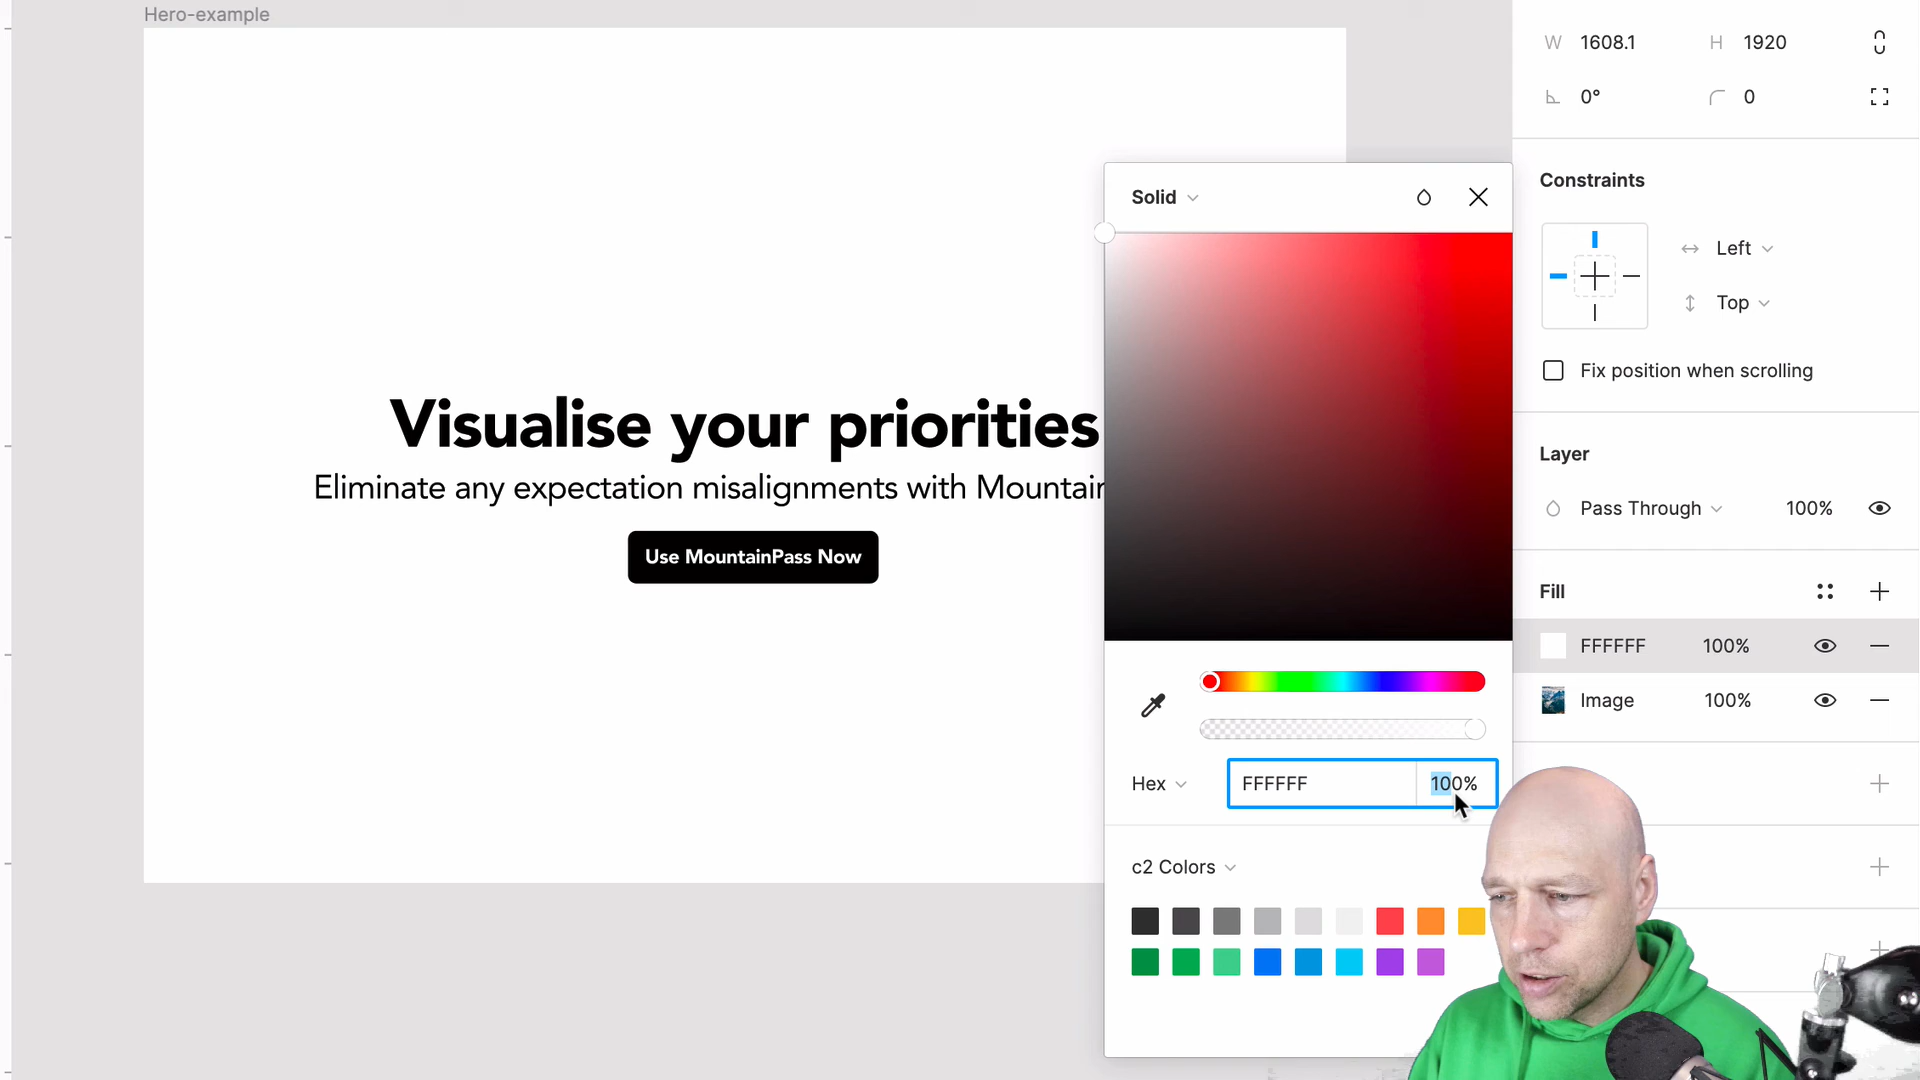 Hero-example
W 1608.1 H 1920
0° 0
Solid
Constraints
Left
Top
Fix position when scrolling
Visualise your priorities
Eliminate any expectation misalignments with Mountain
Use MountainPass Now
Layer
Pass Through 100%
Fill
FFFFFF 100%
Image 100%
Hex FFFFFF 100%
c2 Colors